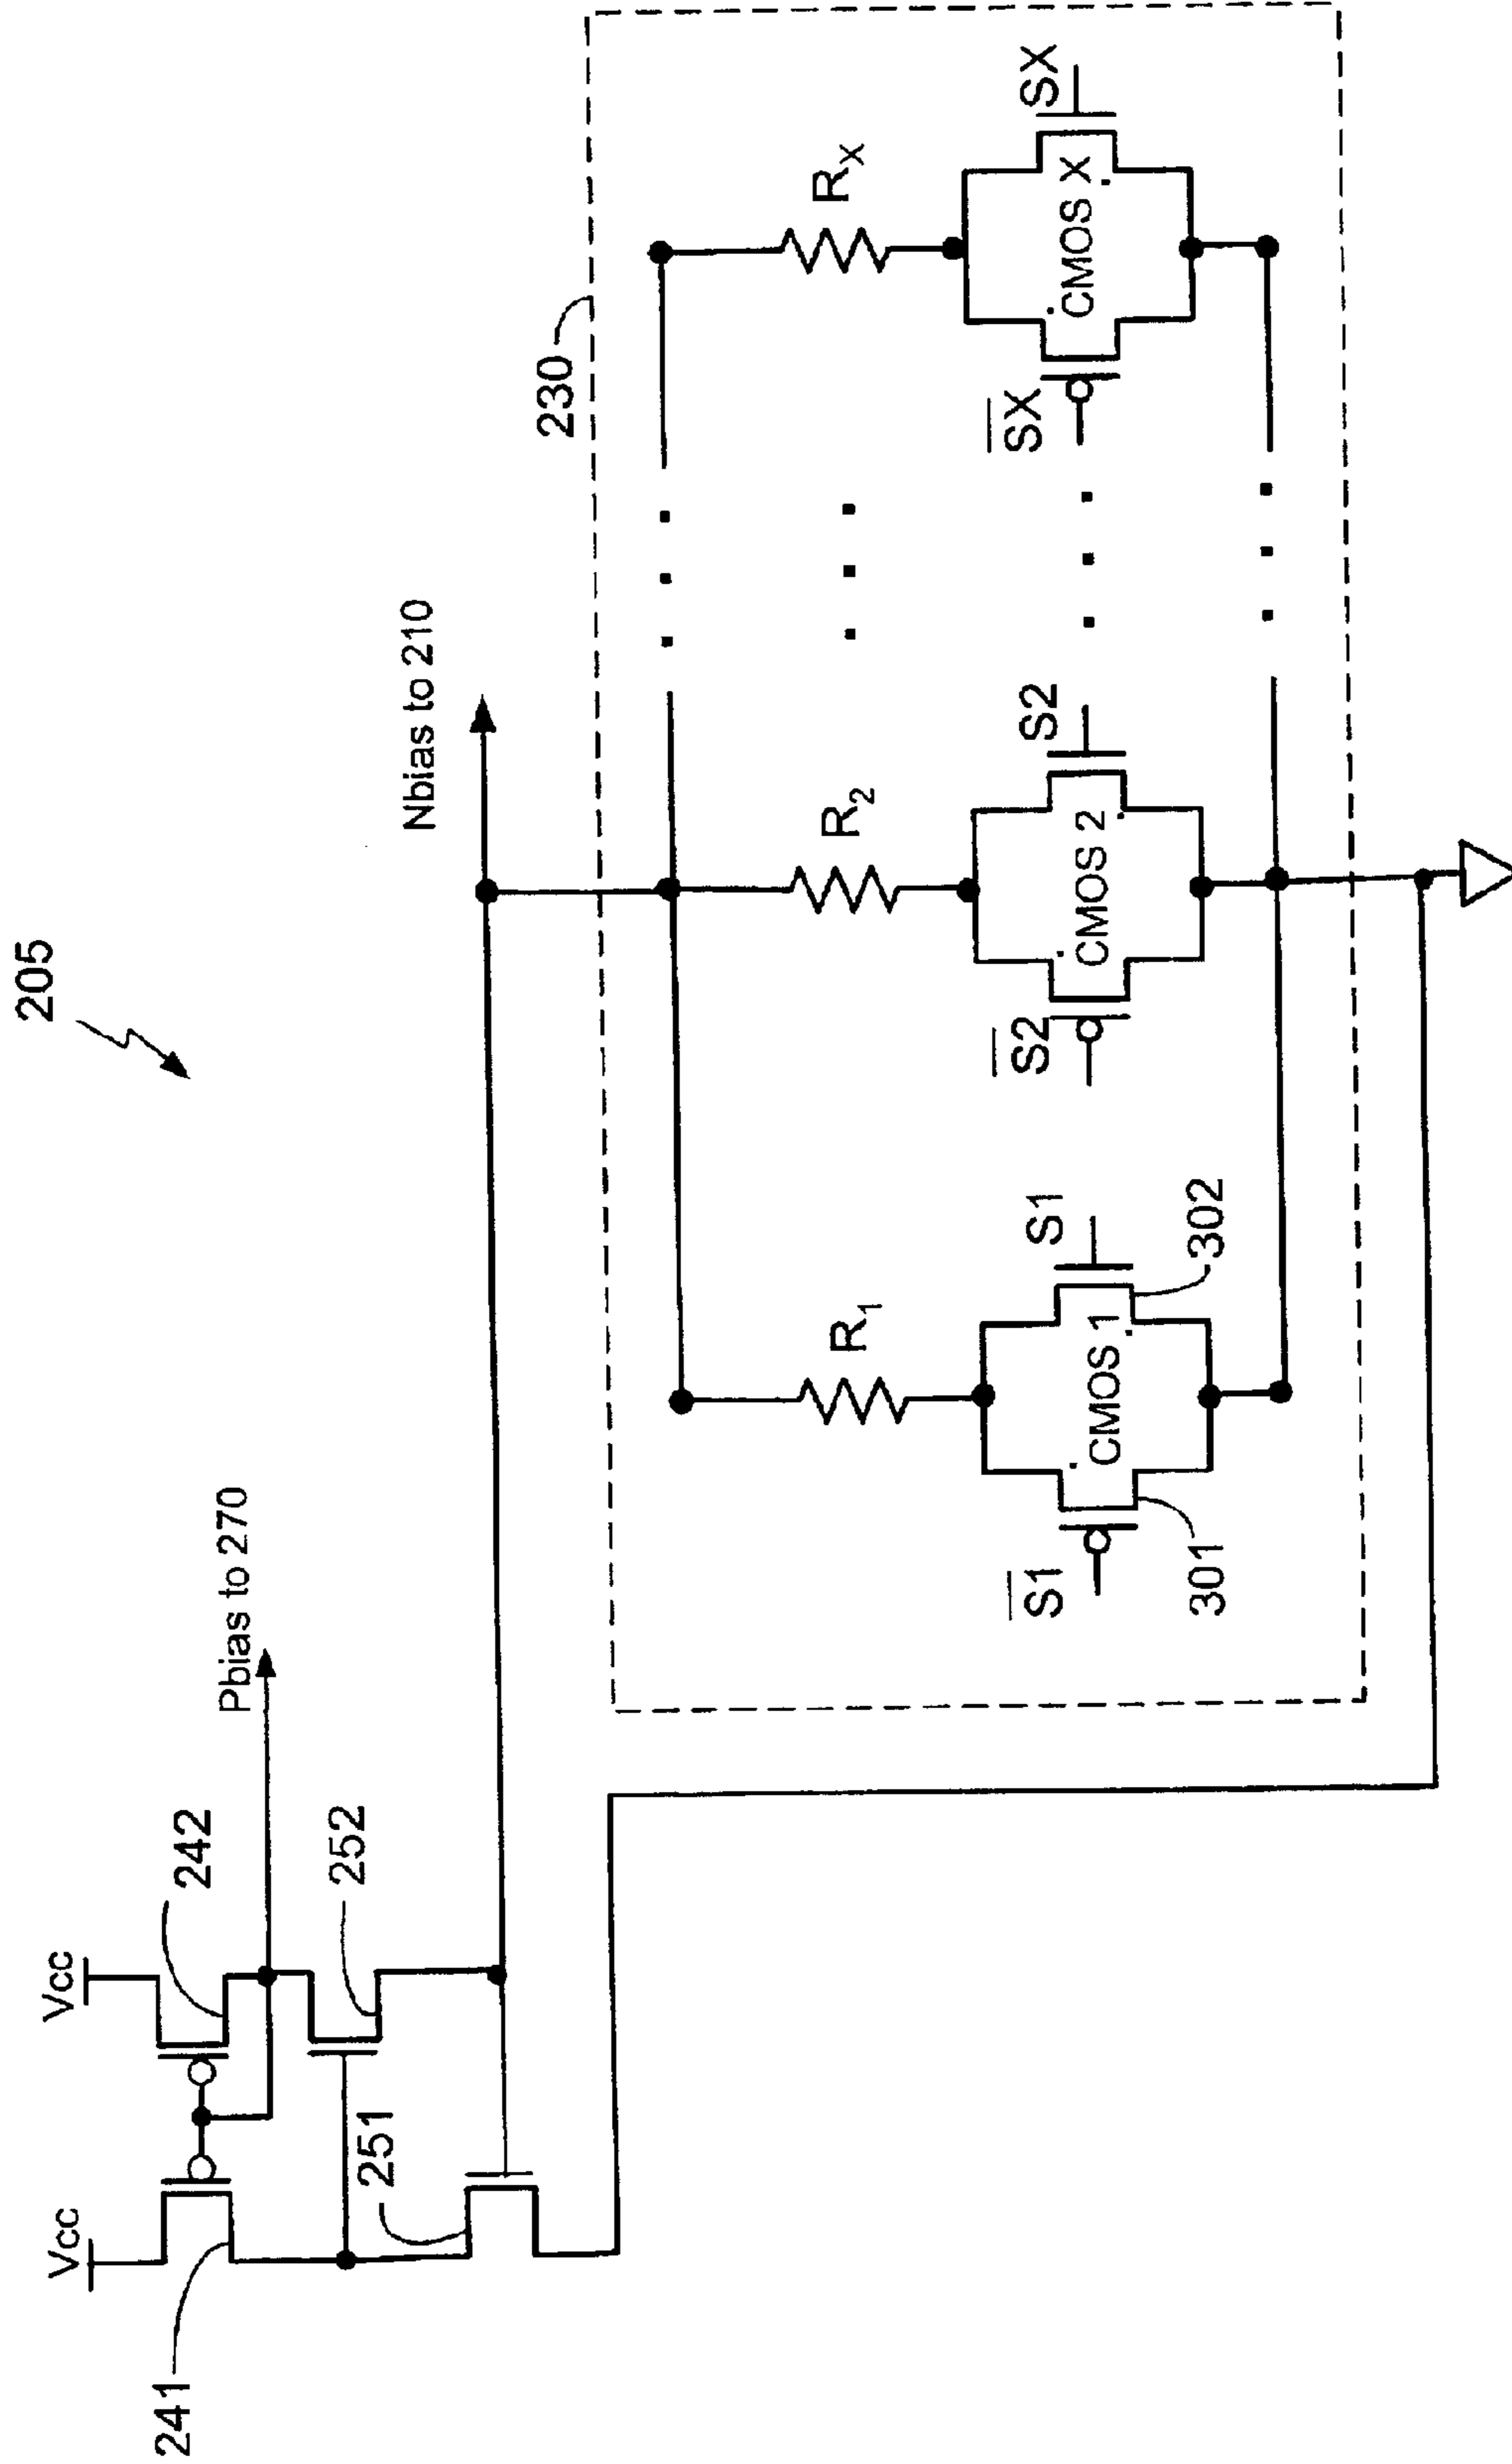 205
Vcc
Vcc
241
242
Pbias to 270
Nbias to 210
251
252
230
R1
R2
RX
S1
CMOS 1
S1
S2
CMOS 2
S2
SX
CMOS X
SX
301
302